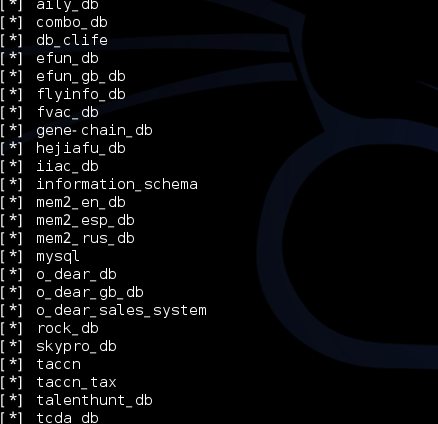 [*] aily_db
[*] combo_db
[*] db_clife
[*] efun_db
[*] efun_gb_db
[*] flyinfo_db
[*] fvac_db
[*] gene-chain_db
[*] hejiafu_db
[*] iiac_db
[*] information_schema
[*] mem2_en_db
[*] mem2_esp_db
[*] mem2_rus_db
[*] mysql
[*] o_dear_db
[*] o_dear_gb_db
[*] o_dear_sales_system
[*] rock_db
[*] skypro_db
[*] taccn
[*] taccn_tax
[*] talenthunt_db
[*] tcda_db